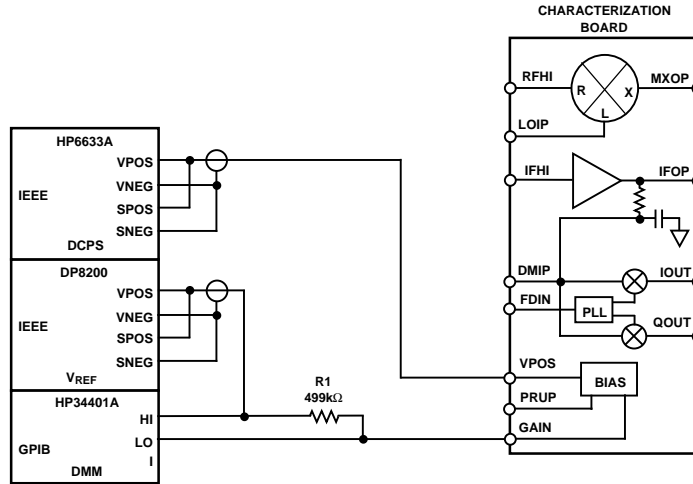 CHARACTERIZATION
BOARD
RFHI
R
X
L
MXOP
LOIP
IFHI
IFOP
DMIP
IOUT
FDIN
PLL
QOUT
VPOS
BIAS
PRUP
GAIN
HP6633A
VPOS
VNEG
IEEE
SPOS
SNEG
DCPS
DP8200
VPOS
VNEG
IEEE
SPOS
SNEG
VREF
HP34401A
HI
GPIB
LO
I
DMM
R1
499kΩ